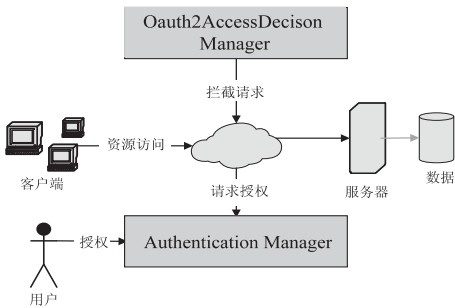 Oauth2AccessDecison
Manager
拦截请求
资源访问
客户端
请求授权
服务器
数据
授权
Authentication Manager
用户